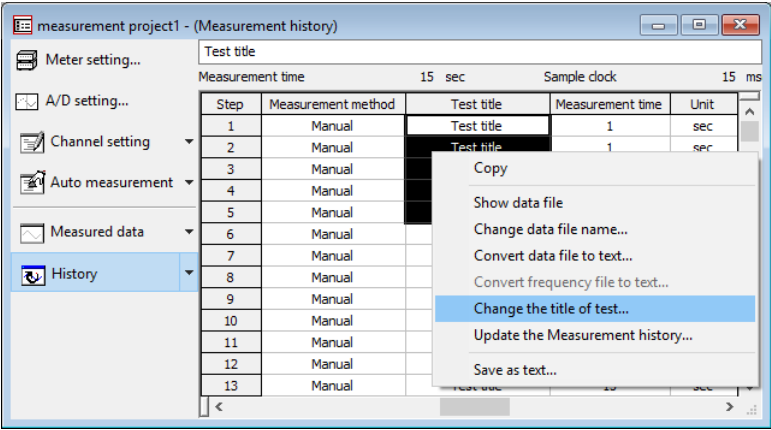 measurement project1 - (Measurement history)
Meter setting...
A/D setting...
Channel setting
Auto measurement
Measured data
History
Test title
Measurement time 15 sec Sample clock 15 ms
Step Measurement method Test title Measurement time Unit
1 Manual Test title 1 sec
2 Manual Test title 1 sec
3 Manual
4 Manual
5 Manual
6 Manual
7 Manual
8 Manual
9 Manual
10 Manual
11 Manual
12 Manual
13 Manual Test title 15 sec
Copy
Show data file
Change data file name...
Convert data file to text...
Convert frequency file to text...
Change the title of test...
Update the Measurement history...
Save as text...